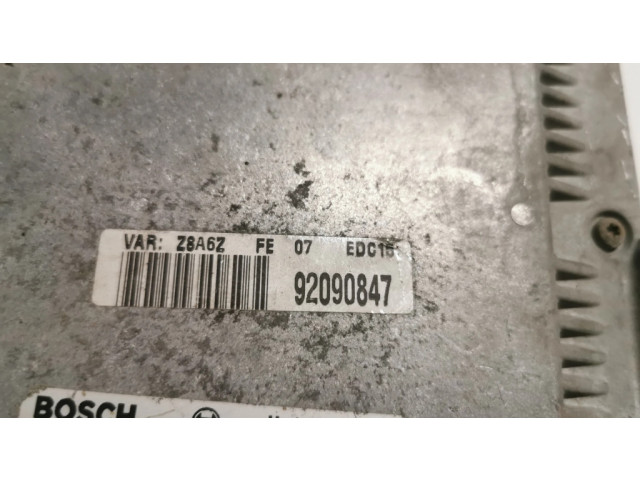 VAR: Z8A6Z FE 07 EDC15
92090847
BOSCH